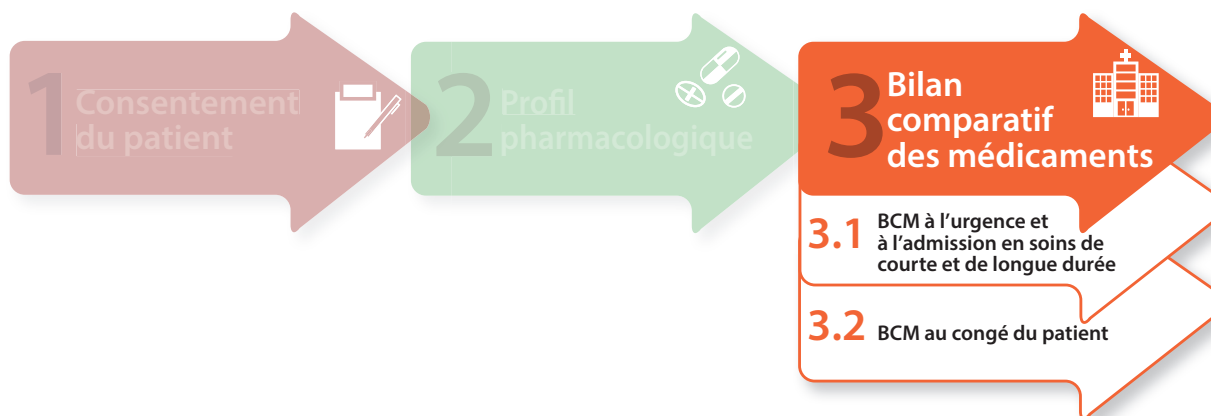 1 Consentement
du patient
2 Profil
pharmacologique
3 Bilan
comparatif
des médicaments
3.1 BCM à l’urgence et
à l’admission en soins de
courte et de longue durée
3.2 BCM au congé du patient